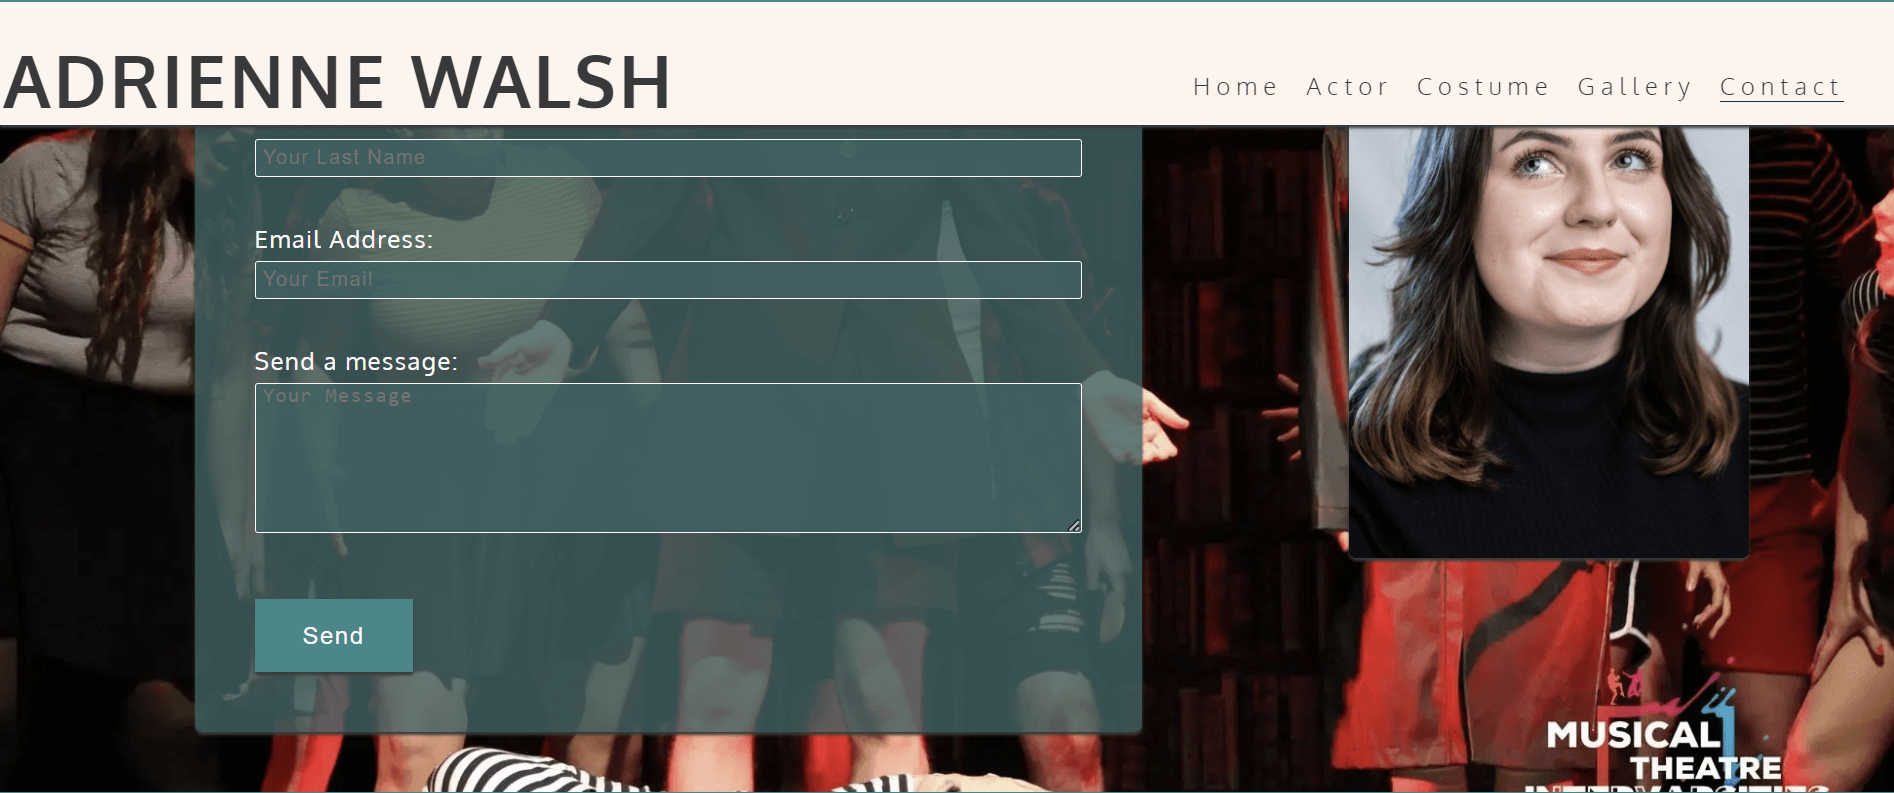 ADRIENNE WALSH
Home Actor Costume Gallery Contact
Your Last Name
Email Address:
Your Email
Send a message:
Your Message
Send
MUSICAL
THEATRE
INTERVARSITIES